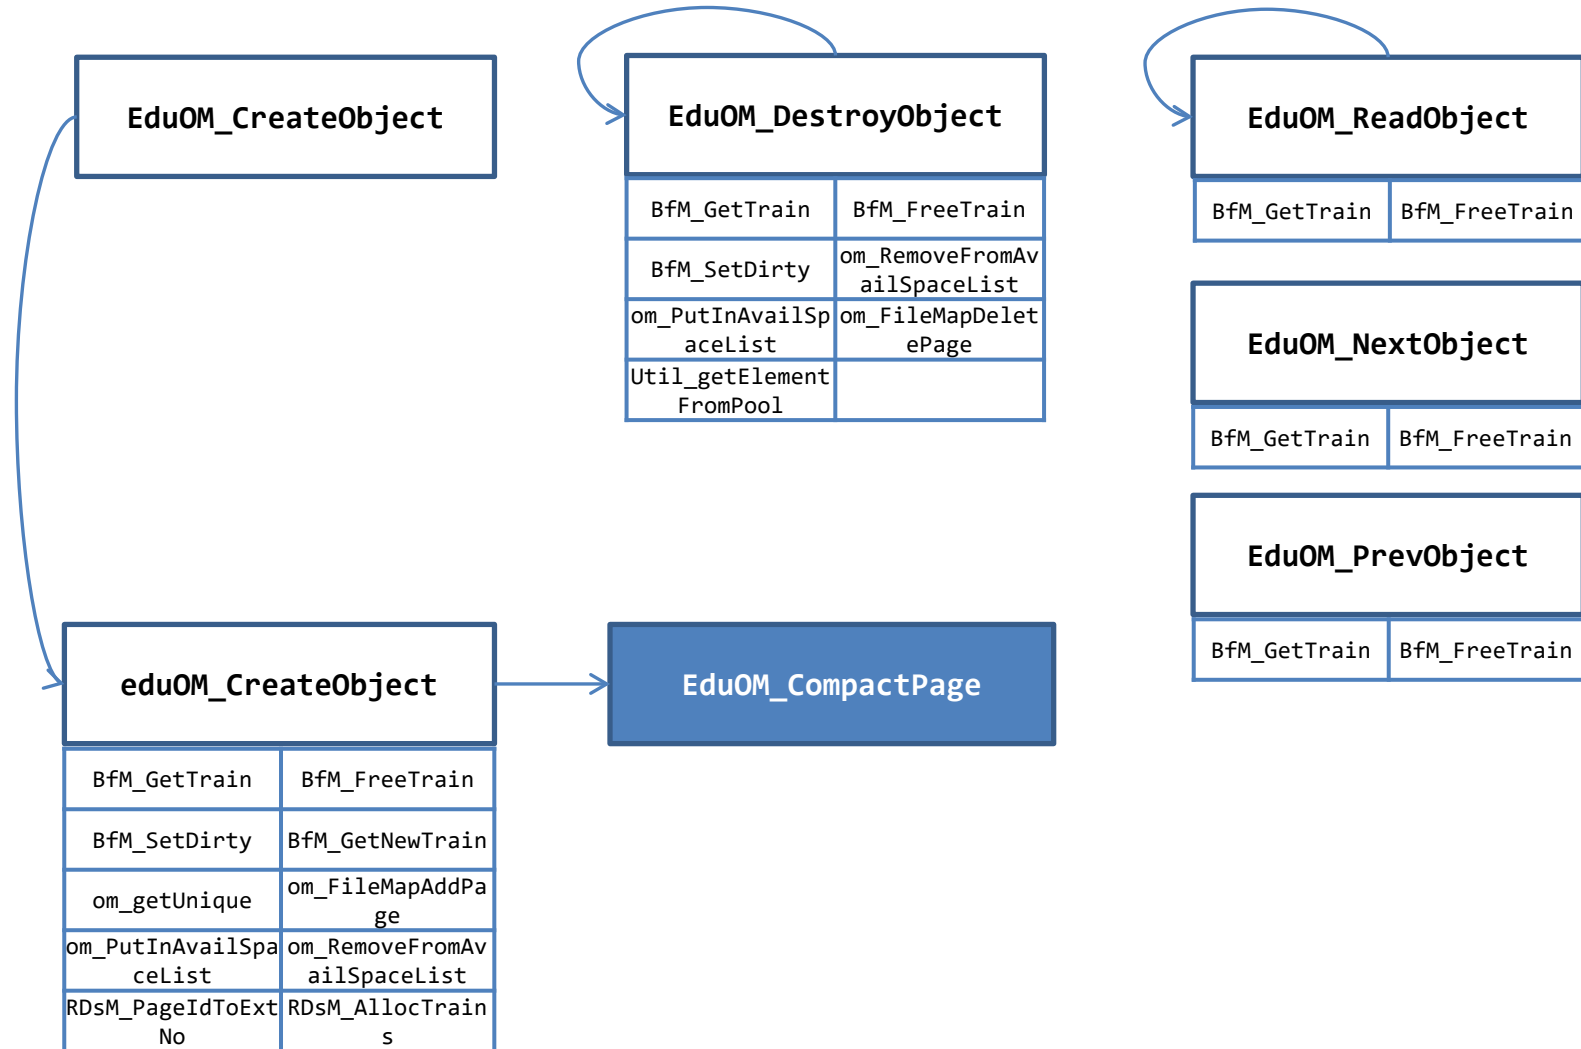 EduOM_CreateObject
EduOM_DestroyObject
BfM_GetTrain
BfM_FreeTrain
BfM_SetDirty
om_RemoveFromAv
ailSpaceList
om_PutInAvailSp
aceList
om_FileMapDelet
ePage
Util_getElement
FromPool
EduOM_ReadObject
BfM_GetTrain
BfM_FreeTrain
EduOM_NextObject
BfM_GetTrain
BfM_FreeTrain
EduOM_PrevObject
BfM_GetTrain
BfM_FreeTrain
eduOM_CreateObject
BfM_GetTrain
BfM_FreeTrain
BfM_SetDirty
BfM_GetNewTrain
om_getUnique
om_FileMapAddPa
ge
om_PutInAvailSpa
ceList
om_RemoveFromAv
ailSpaceList
RDsM_PageIdToExt
No
RDsM_AllocTrain
s
EduOM_CompactPage